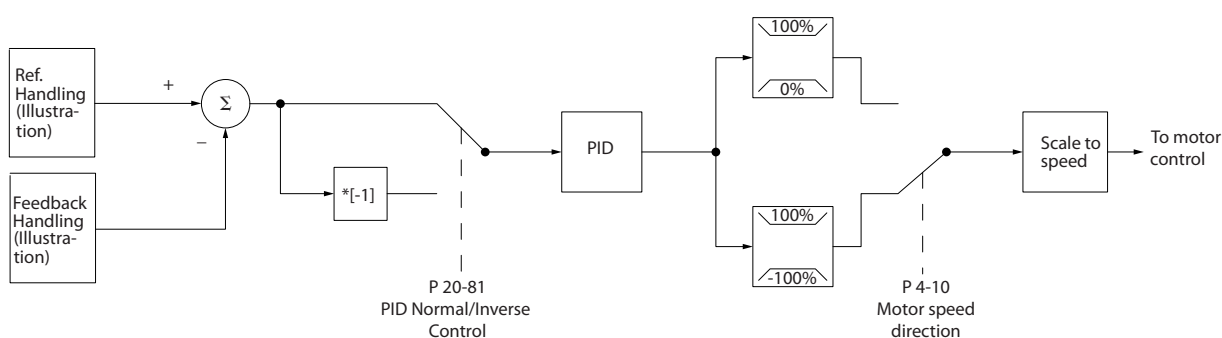 Ref.
Handling
(Illustra-
tion)
+
Σ
−
Feedback
Handling
(Illustra-
tion)
*[-1]
P 20-81
PID Normal/Inverse
Control
PID
100%
0%
100%
-100%
P 4-10
Motor speed
direction
Scale to
speed
To motor
control